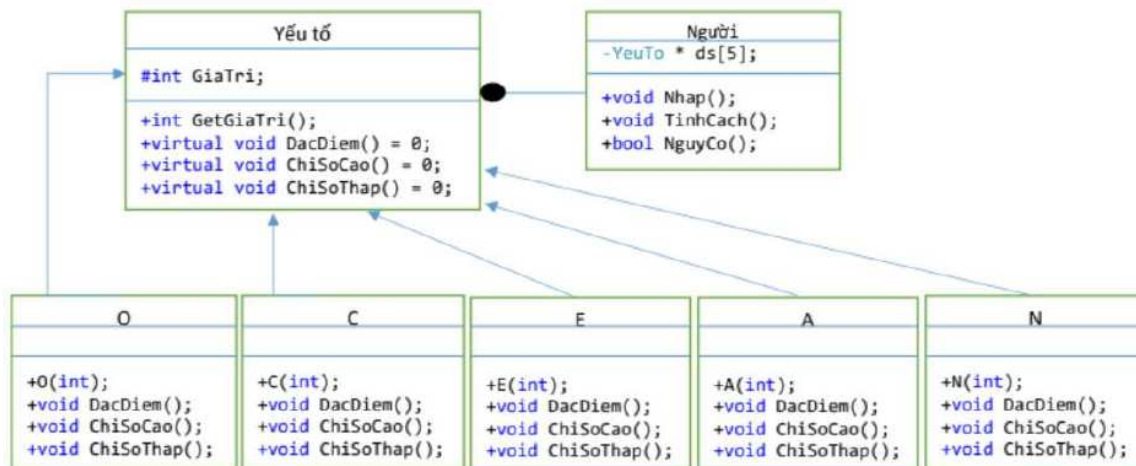 Yếu tố
#int GiaTri;
+int GetGiaTri();
+virtual void DacDiem() = 0;
+virtual void ChiSoCao() = 0;
+virtual void ChiSoThap() = 0;
Người
-YeuTo * ds[5];
+void Nhap();
+void TinhCach();
+bool NguyCo();
O
+O(int);
+void DacDiem();
+void ChiSoCao();
+void ChiSoThap();
C
+C(int);
+void DacDiem();
+void ChiSoCao();
+void ChiSoThap();
E
+E(int);
+void DacDiem();
+void ChiSoCao();
+void ChiSoThap();
A
+A(int);
+void DacDiem();
+void ChiSoCao();
+void ChiSoThap();
N
+N(int);
+void DacDiem();
+void ChiSoCao();
+void ChiSoThap();